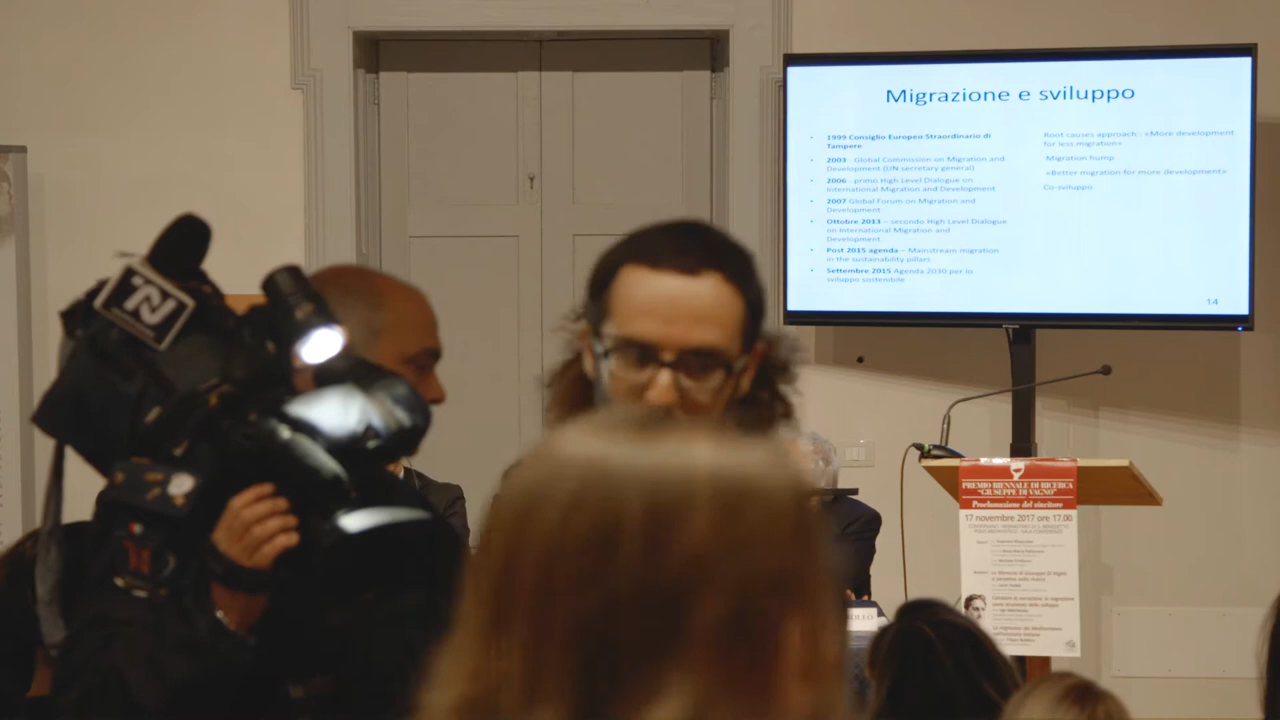 Migrazione e sviluppo
• 1999 Consiglio Europeo Straordinario di
Tampere
• 2003 - Global Commission on Migration and
Development (UN secretary general)
• 2006 - primo High Level Dialogue on
International Migration and Development
• 2007 Global Forum on Migration and
Development
• Ottobre 2013 – secondo High Level Dialogue
on International Migration and
Development.
• Post 2015 agenda – Mainstream migration
in the sustainability pillars
• Settembre 2015 Agenda 2030 per lo
sviluppo sostenibile
Root causes approach: «More development
for less migration»
Migration hump
«Better migration for more development»
Co-sviluppo
14
PREMIO BIENNALE DI RICERCA
"GIUSEPPE DI VAGNO"
Proclamazione del vincitore
17 novembre 2017 ore 17.00